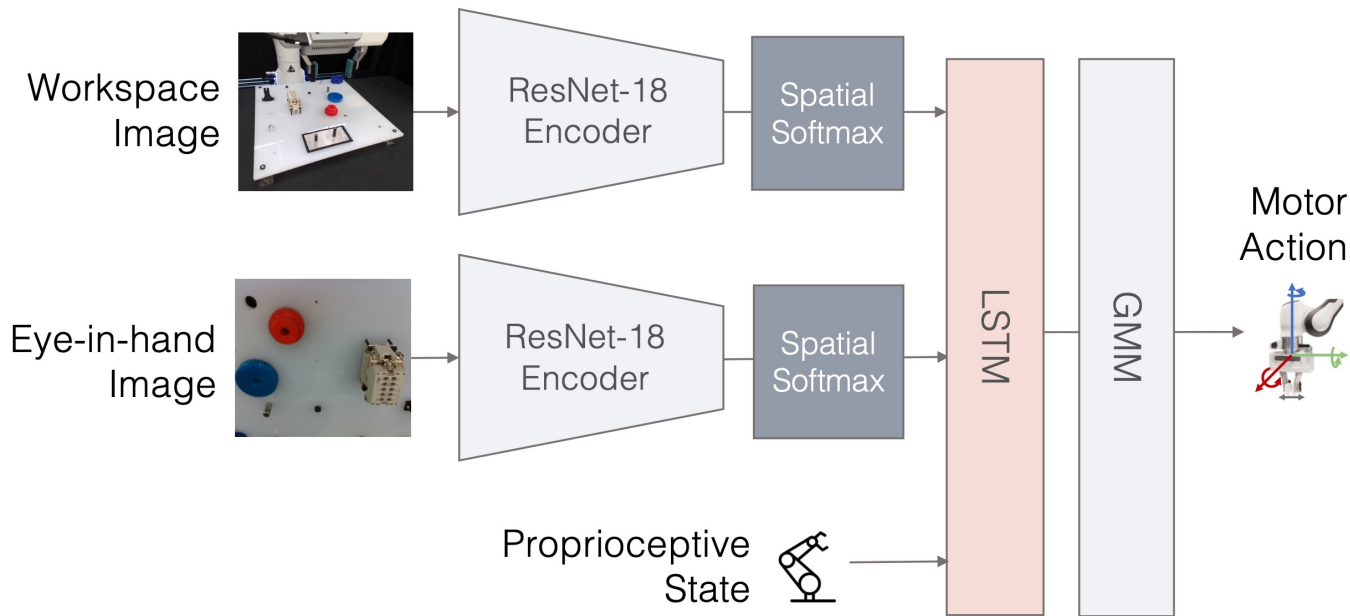 Workspace
Image
ResNet-18
Encoder
Spatial
Softmax
Eye-in-hand
Image
ResNet-18
Encoder
Spatial
Softmax
Proprioceptive
State
LSTM
GMM
Motor
Action